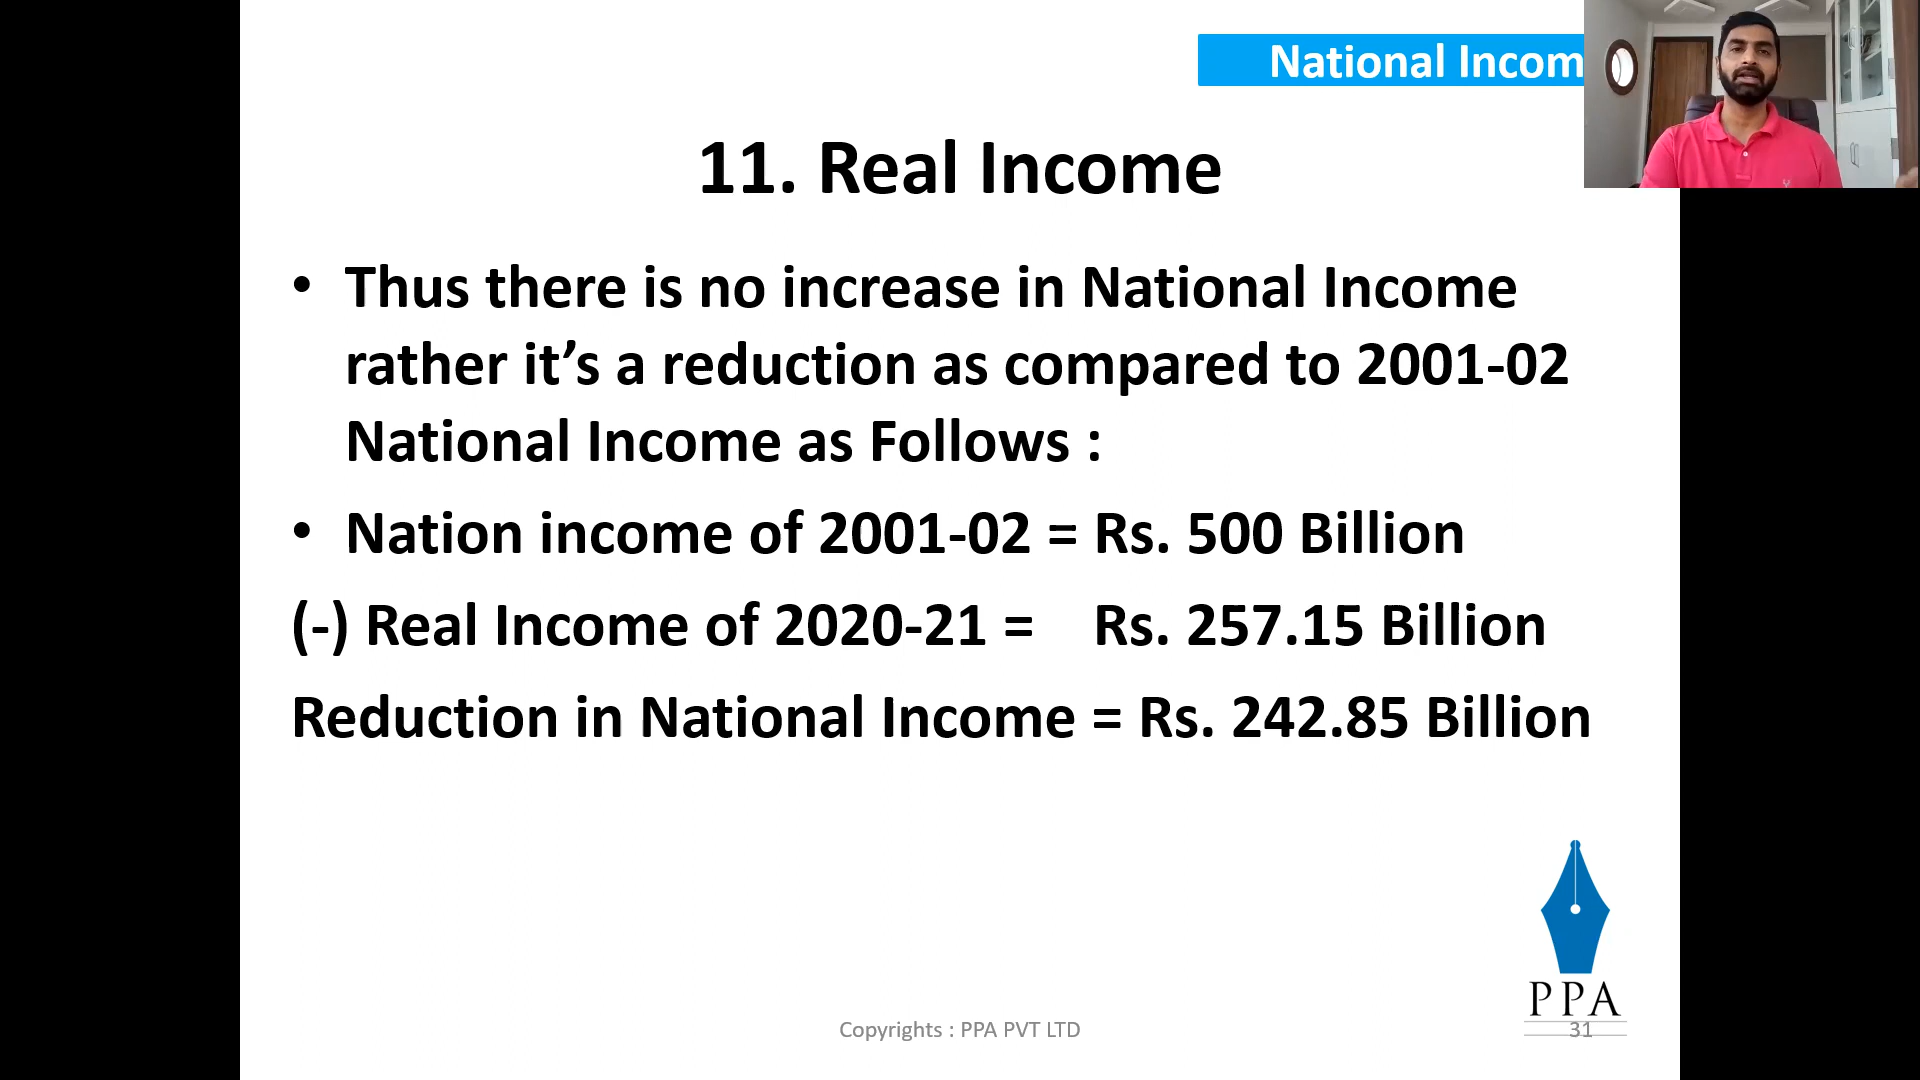 National Incom
11. Real Income
• Thus there is no increase in National Income
rather it’s a reduction as compared to 2001-02
National Income as Follows :
• Nation income of 2001-02 = Rs. 500 Billion
(-) Real Income of 2020-21 = Rs. 257.15 Billion
Reduction in National Income = Rs. 242.85 Billion
PPA
Copyrights : PPA PVT LTD
31